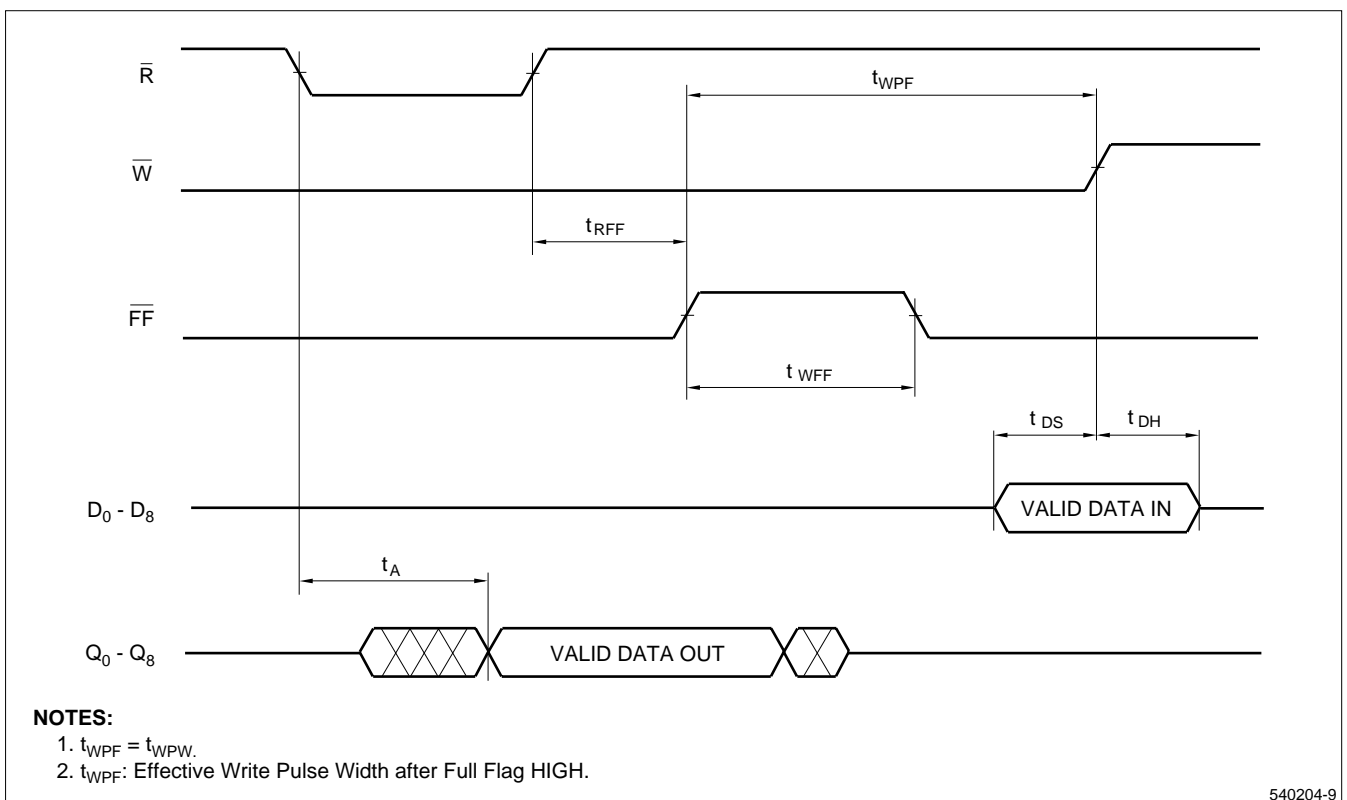 R̅
tWPF
W̅
tRFF
F̅F̅
t WFF
t DS
t DH
D0 - D8
VALID DATA IN
tA
Q0 - Q8
VALID DATA OUT
NOTES:
1. tWPF = tWPW.
2. tWPF: Effective Write Pulse Width after Full Flag HIGH.
540204-9